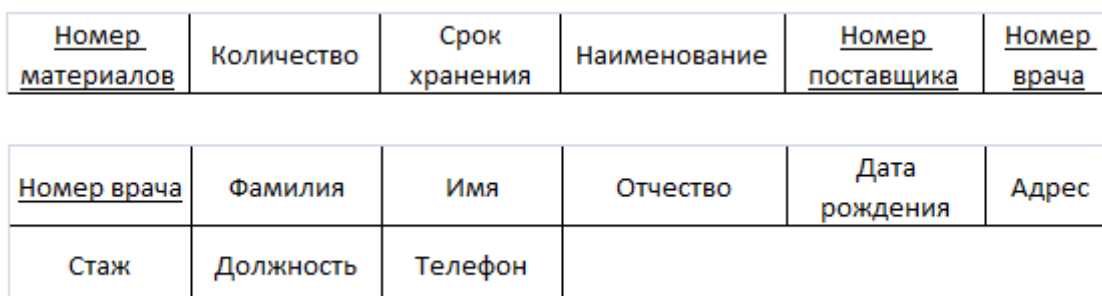 Номер материалов
Количество
Срок хранения
Наименование
Номер поставщика
Номер врача
Номер врача
Фамилия
Имя
Отчество
Дата рождения
Адрес
Стаж
Должность
Телефон